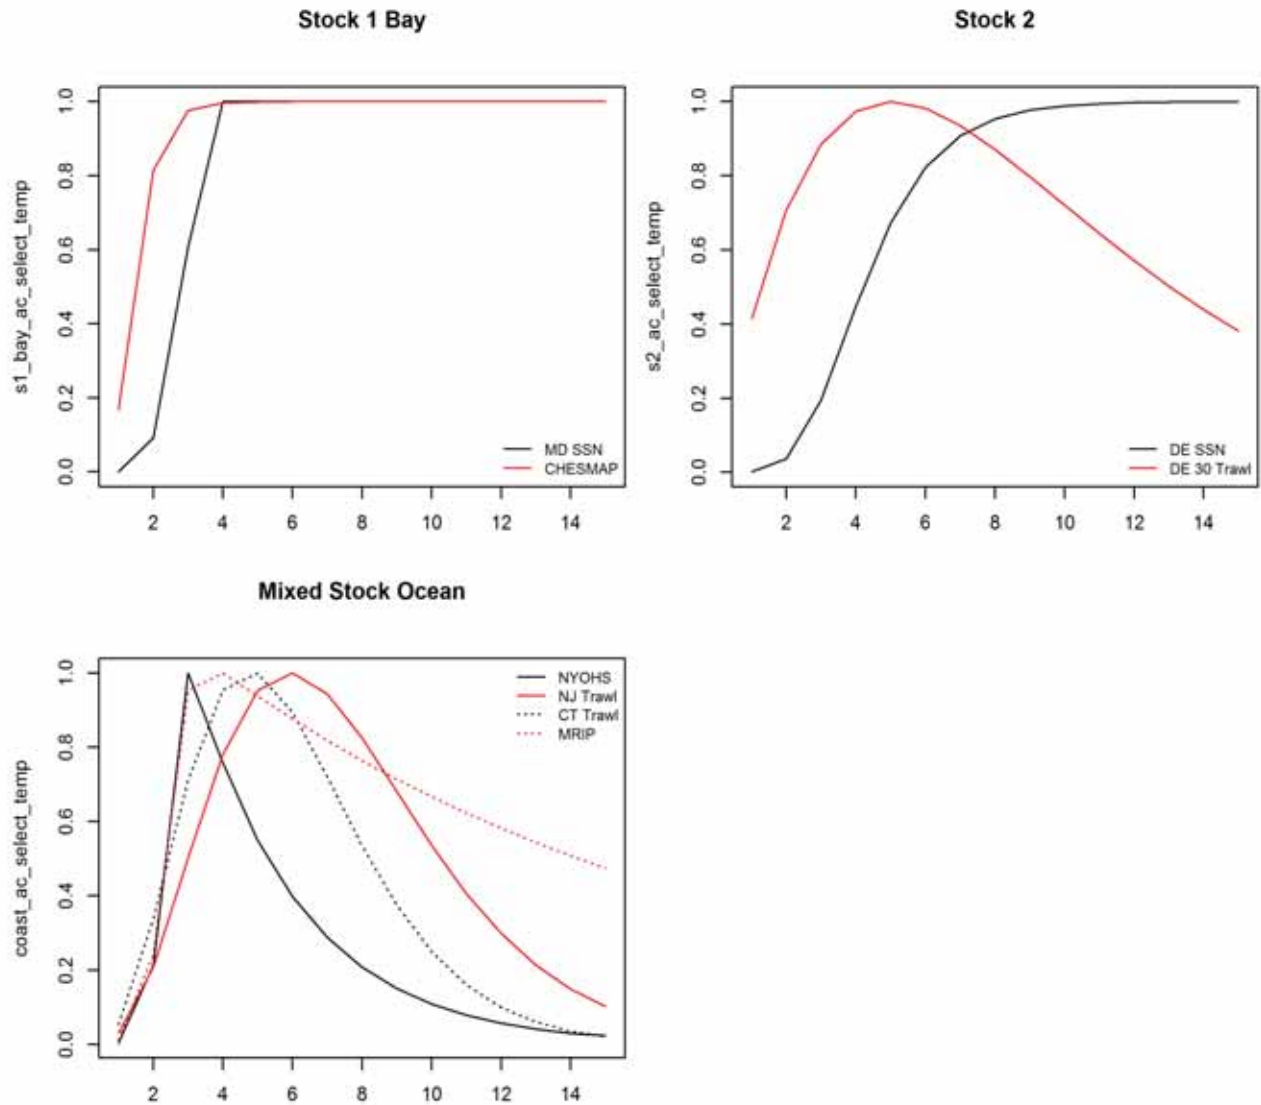 Stock 1 Bay
s1_bay_ac_select_temp
0.0 0.2 0.4 0.6 0.8 1.0
MD SSN
CHESMAP
2 4 6 8 10 12 14
Stock 2
s2_ac_select_temp
0.0 0.2 0.4 0.6 0.8 1.0
DE SSN
DE 30 Trawl
2 4 6 8 10 12 14
Mixed Stock Ocean
coast_ac_select_temp
0.0 0.2 0.4 0.6 0.8 1.0
NYOHS
NJ Trawl
CT Trawl
MRIP
2 4 6 8 10 12 14